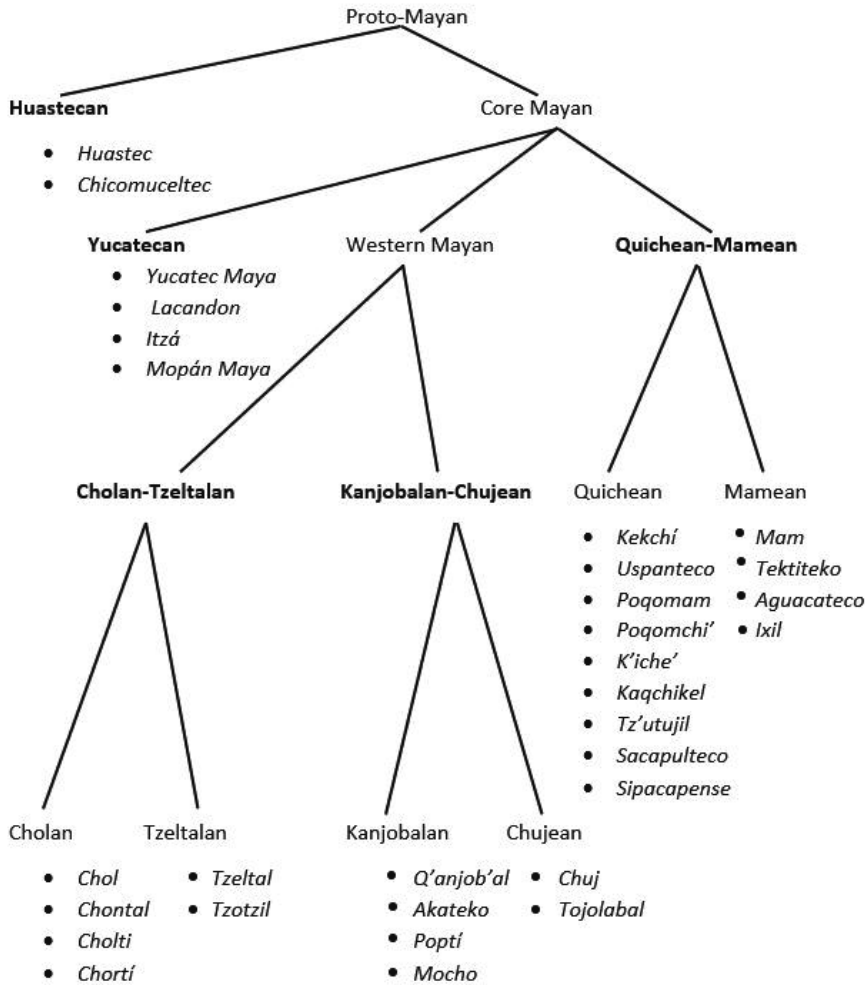 Proto-Mayan
Huastecan
Core Mayan
• Huastec
• Chicomuceltec
Yucatecan
Western Mayan
Quichean-Mamean
• Yucatec Maya
• Lacandon
• Itzá
• Mopán Maya
Cholan-Tzeltalan
Kanjobalan-Chujean
Quichean
Mamean
• Kekchí
• Uspanteco
• Poqomam
• Poqomchi’
• K’iche’
• Kaqchikel
• Tz’utujil
• Sacapulteco
• Sipacapense
• Mam
• Tektiteko
• Aguacateco
• Ixil
Cholan
Tzeltalan
Kanjobalan
Chujean
• Chol
• Chontal
• Cholti
• Chortí
• Tzeltal
• Tzotzil
• Q’anjob’al
• Akateko
• Poptí
• Mocho
• Chuj
• Tojolabal